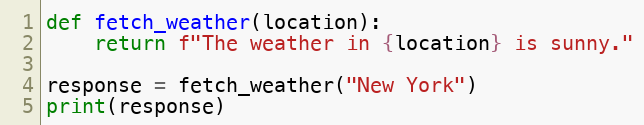 1 def fetch_weather(location):
2     return f"The weather in {location} is sunny."
3
4 response = fetch_weather("New York")
5 print(response)